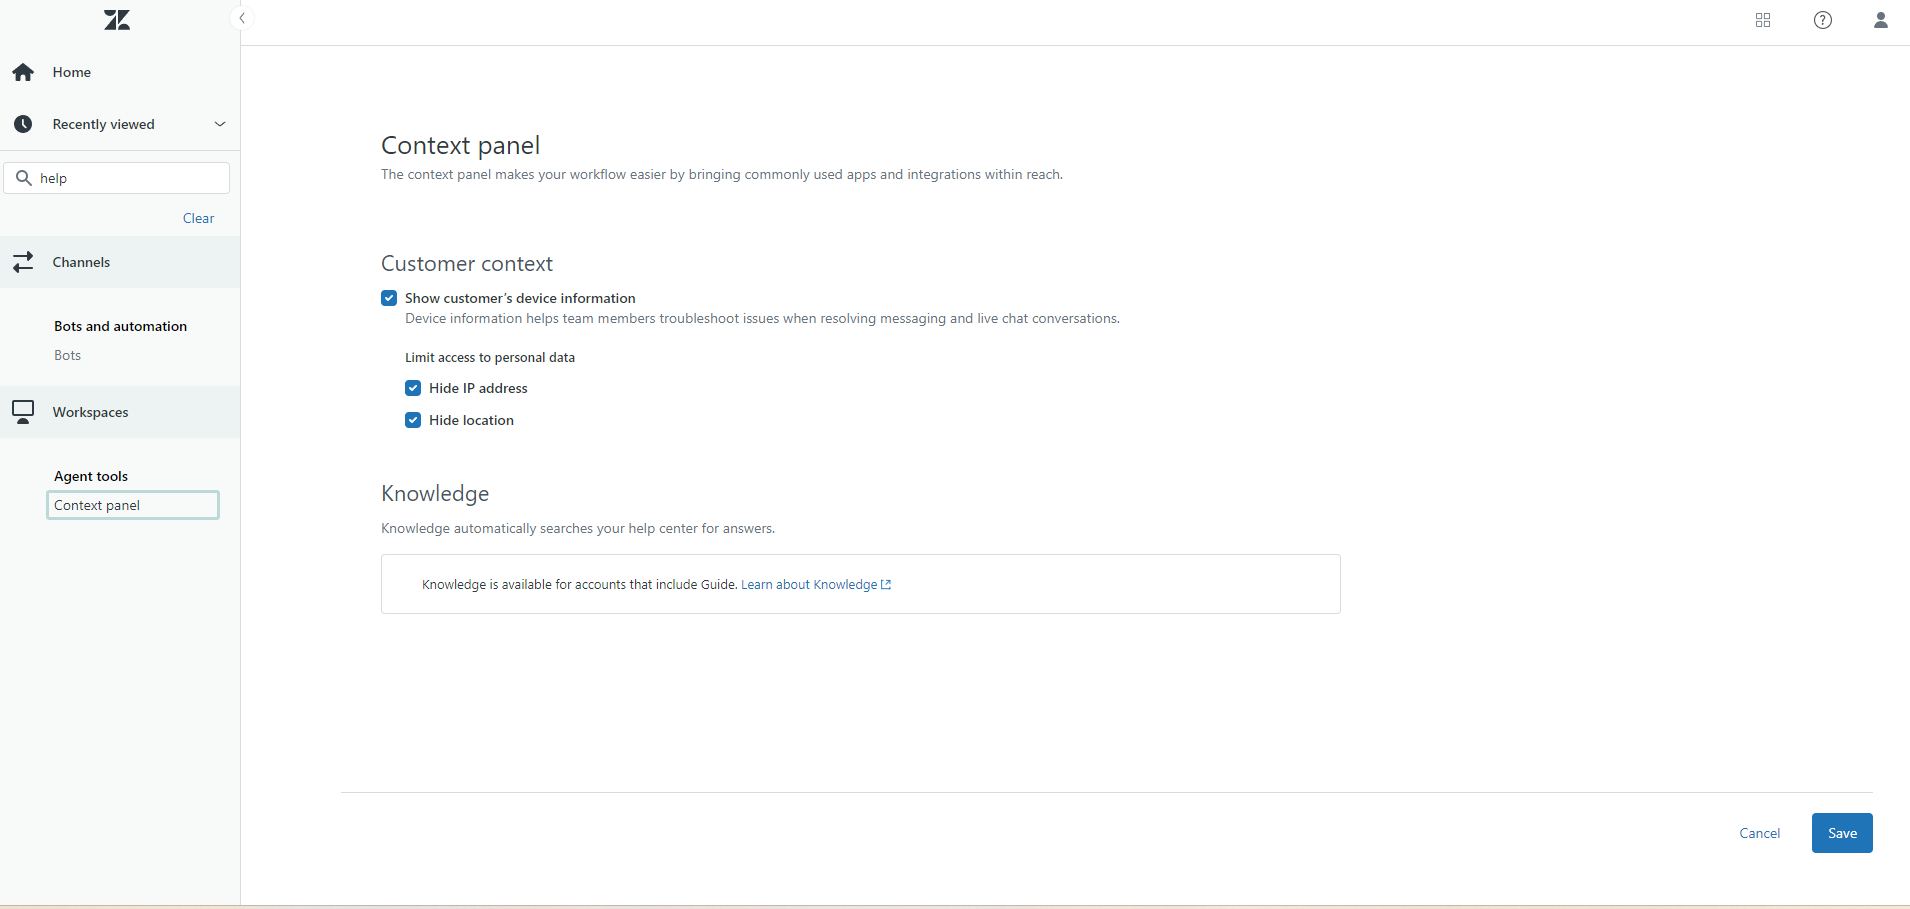 Home
Recently viewed
help
Clear
Channels
Bots and automation
Bots
Workspaces
Agent tools
Context panel
Context panel
The context panel makes your workflow easier by bringing commonly used apps and integrations within reach.
Customer context
Show customer’s device information
Device information helps team members troubleshoot issues when resolving messaging and live chat conversations.
Limit access to personal data
Hide IP address
Hide location
Knowledge
Knowledge automatically searches your help center for answers.
Knowledge is available for accounts that include Guide. Learn about Knowledge
Cancel
Save